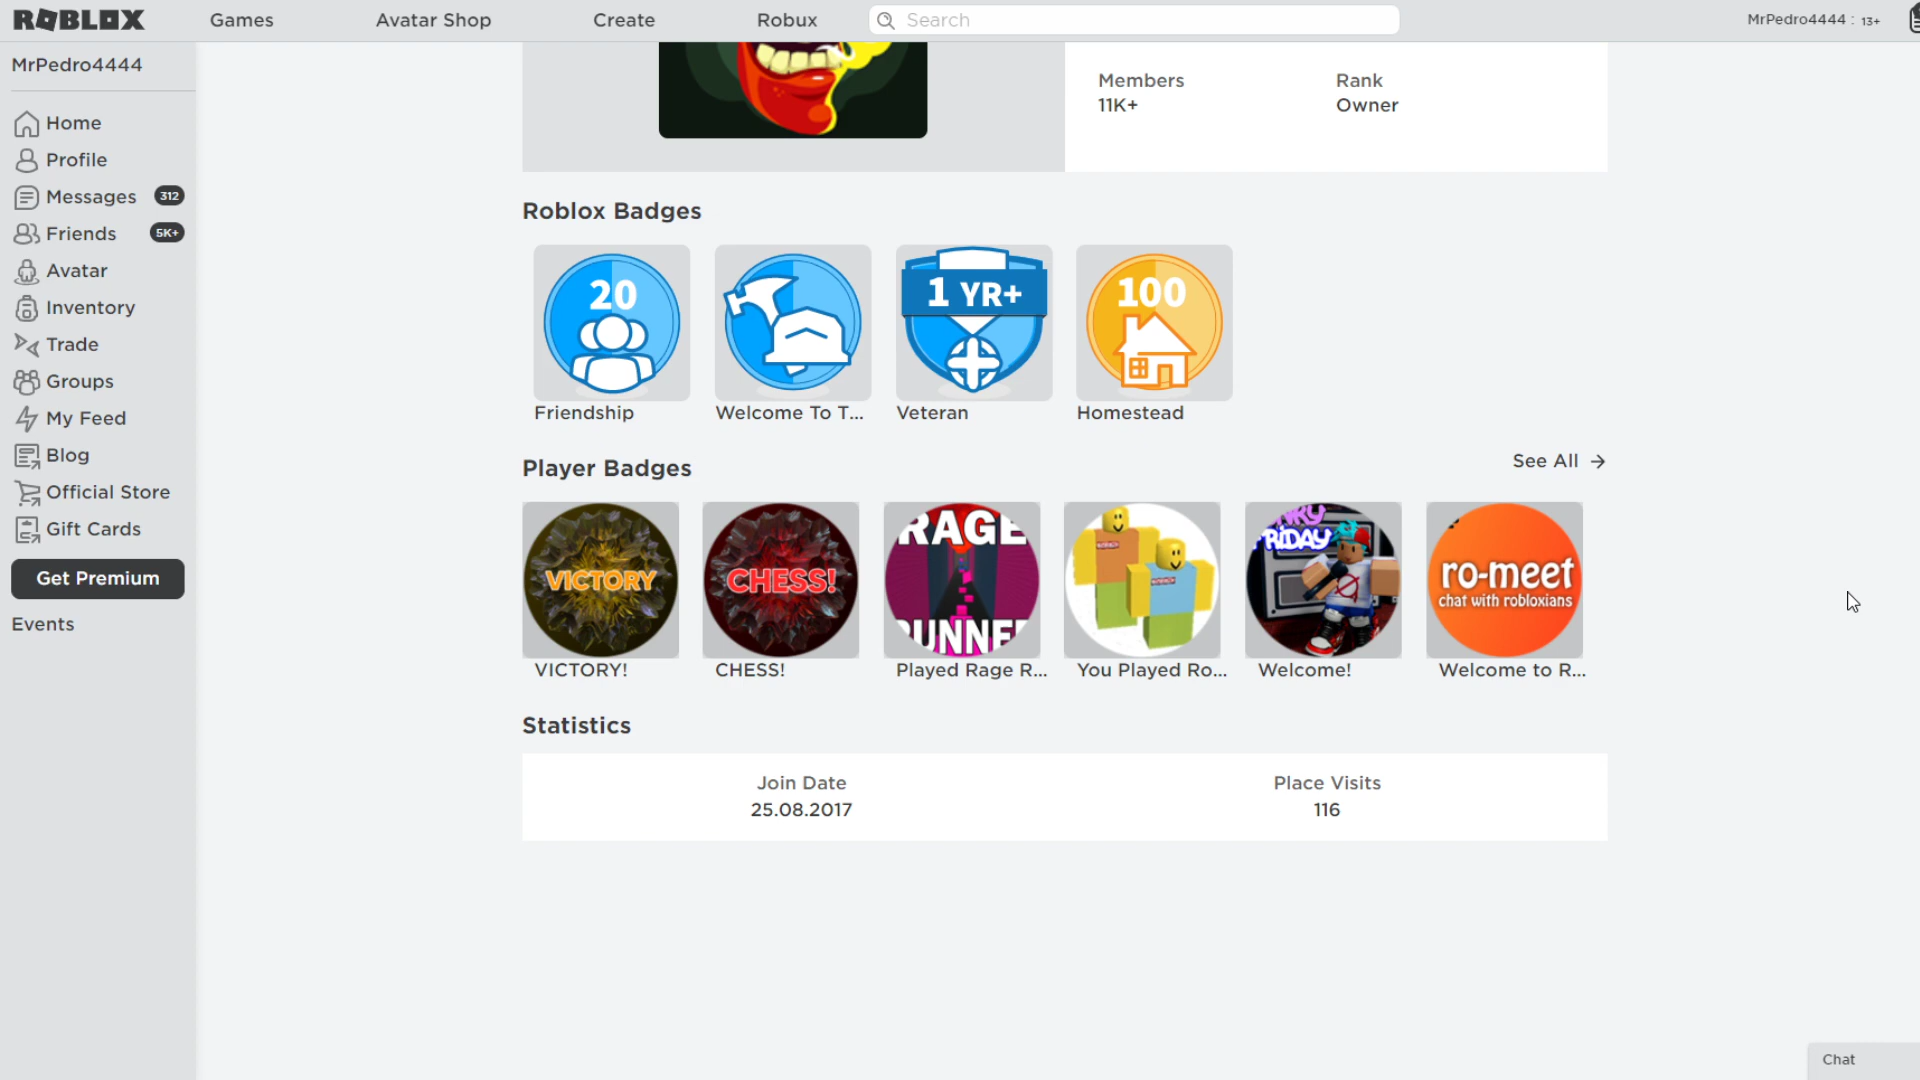 ROBLOX Games Avatar Shop Create Robux Search MrPedro4444 : 13+
MrPedro4444
Home
Profile
Messages 312
Friends 5K+
Avatar
Inventory
Trade
Groups
My Feed
Blog
Official Store
Gift Cards
Get Premium
Events
Members Rank
11K+ Owner
Roblox Badges
20 1 YR+ 100
Friendship Welcome To T... Veteran Homestead
Player Badges See All
VICTORY CHESS! RAGE RUNNER FRIDAY ro-meet
chat with robloxians
VICTORY! CHESS! Played Rage R... You Played Ro... Welcome! Welcome to R...
Statistics
Join Date Place Visits
25.08.2017 116
Chat